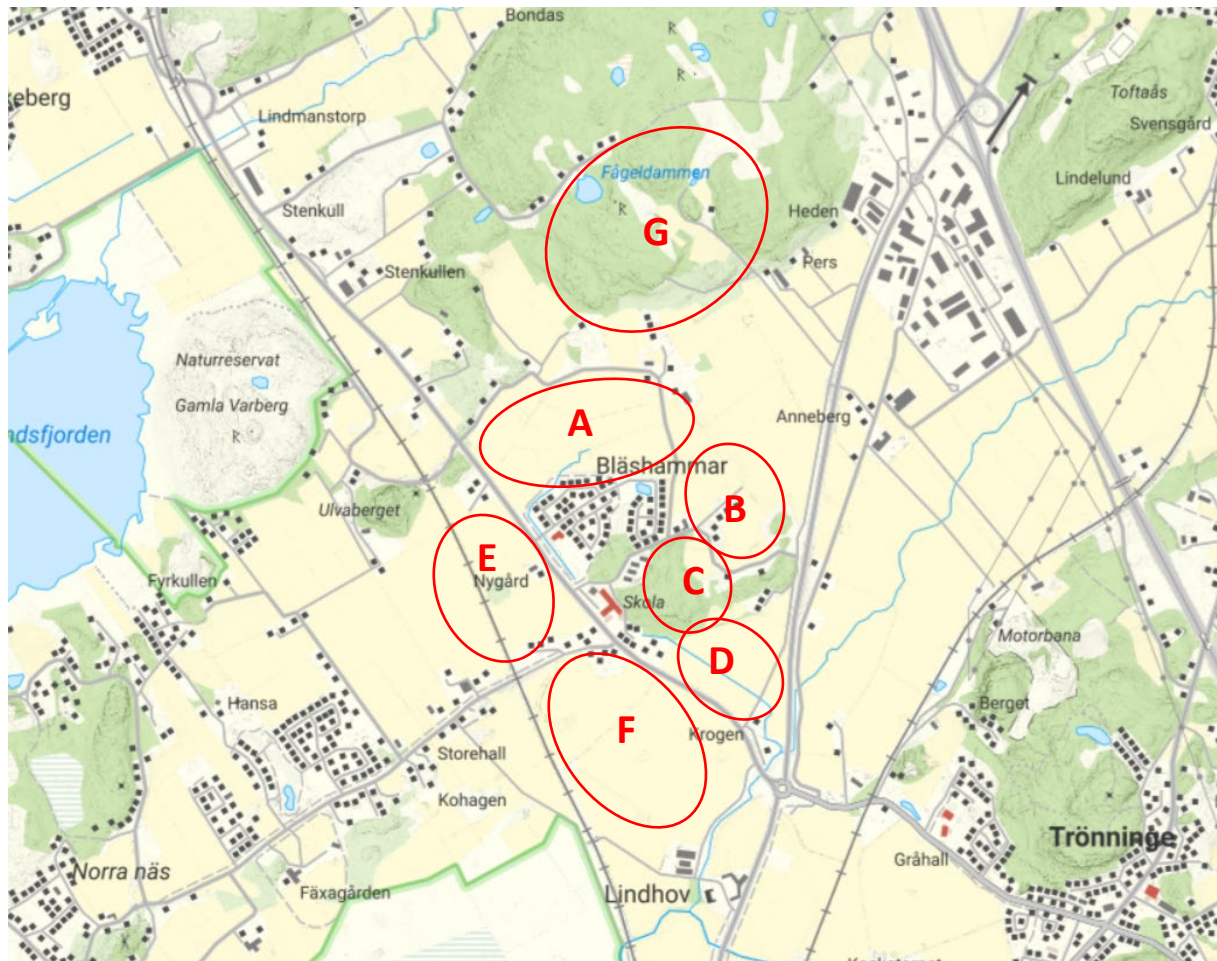 Bondas
keberg
Lindmanstorp
Toftaås
Svensgård
Fågeldammen
R
R
R
Lindelund
Stenkull
Heden
G
Stenkullen
Pers
Naturreservat
Gamla Varberg
R
ndsfjorden
A
Anneberg
Bläshammar
Ulvaberget
B
E
Nygård
Fyrkullen
C
Skola
Motorbana
D
Hansa
Berget
F
Krogen
Storehall
Kohagen
Trönninge
Gråhall
Norra näs
Fäxagården
Lindhov